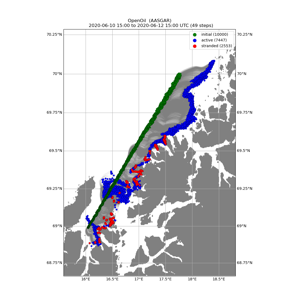 OpenOil (AASGAR)
2020-06-10 15:00 to 2020-06-12 15:00 UTC (49 steps)
initial (10000)
active (7447)
stranded (2553)
70.25°N 70.25°N
70°N 70°N
69.75°N 69.75°N
69.5°N 69.5°N
69.25°N 69.25°N
69°N 69°N
68.75°N 68.75°N
16°E 16.5°E 17°E 17.5°E 18°E 18.5°E